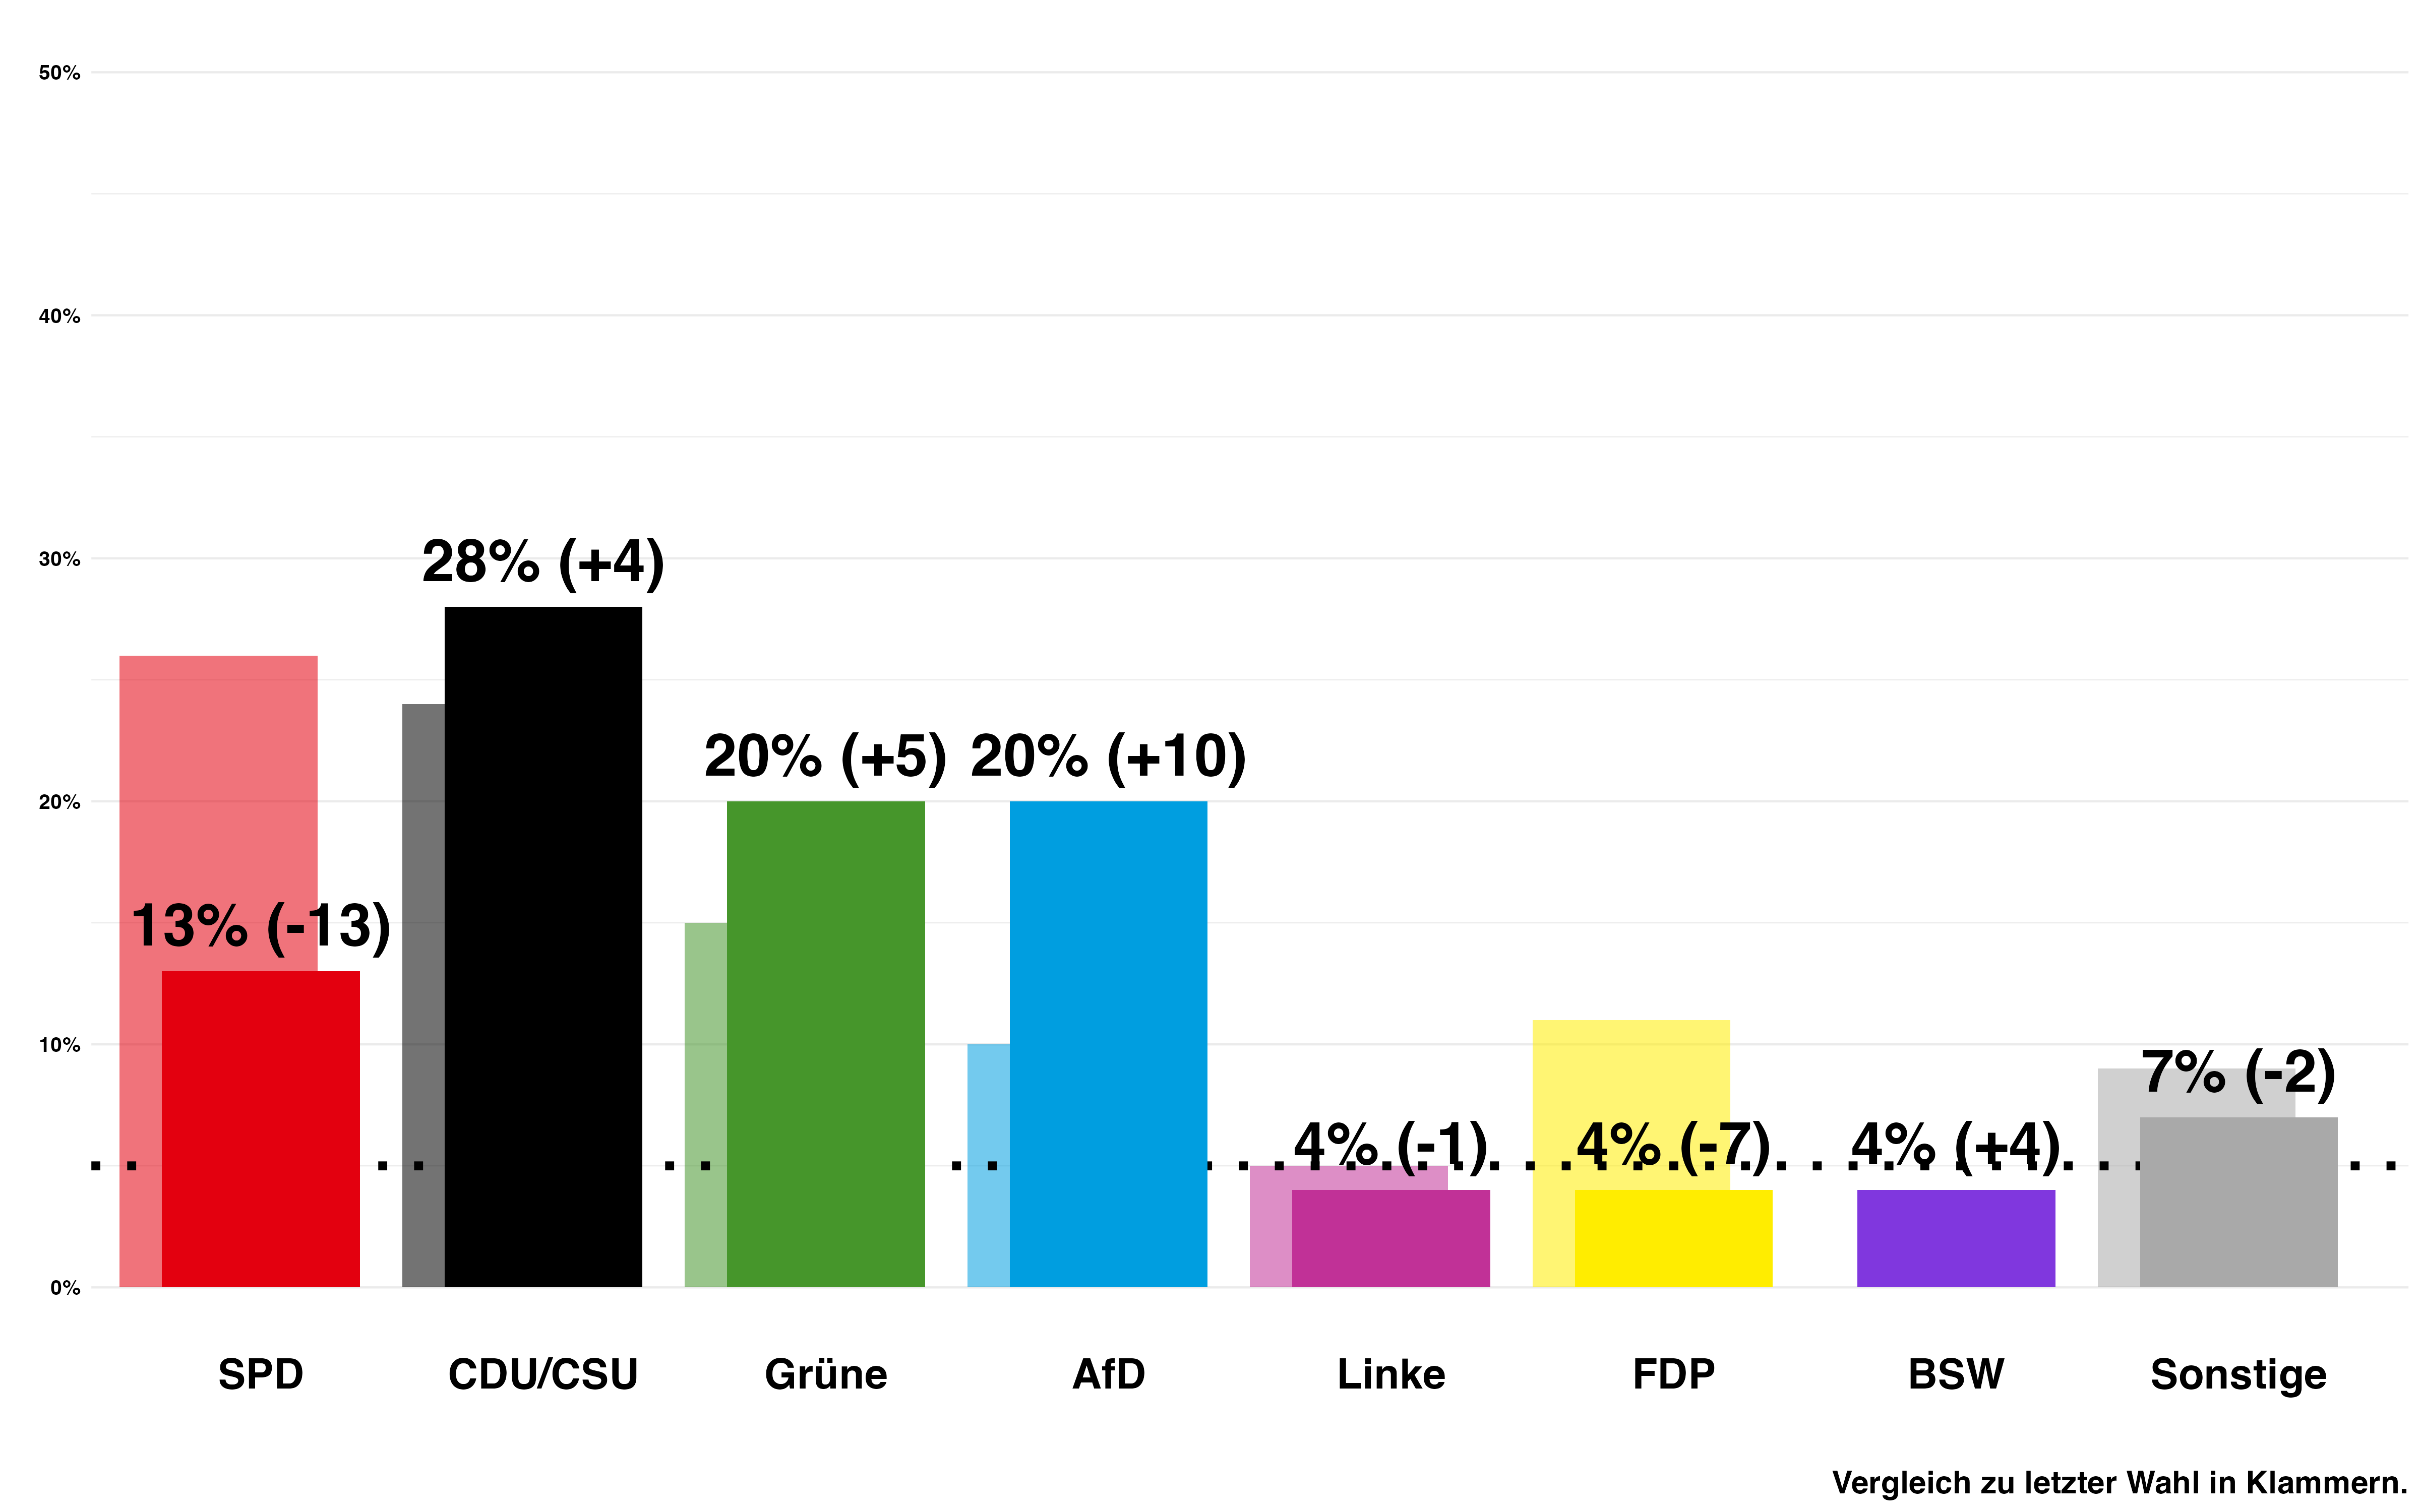 50%
40%
30%
20%
10%
0%
13% (-13)
28% (+4)
20% (+5)
20% (+10)
4% (-1)
4% (-7)
4% (+4)
7% (-2)
SPD
CDU/CSU
Grüne
AfD
Linke
FDP
BSW
Sonstige
Vergleich zu letzter Wahl in Klammern.